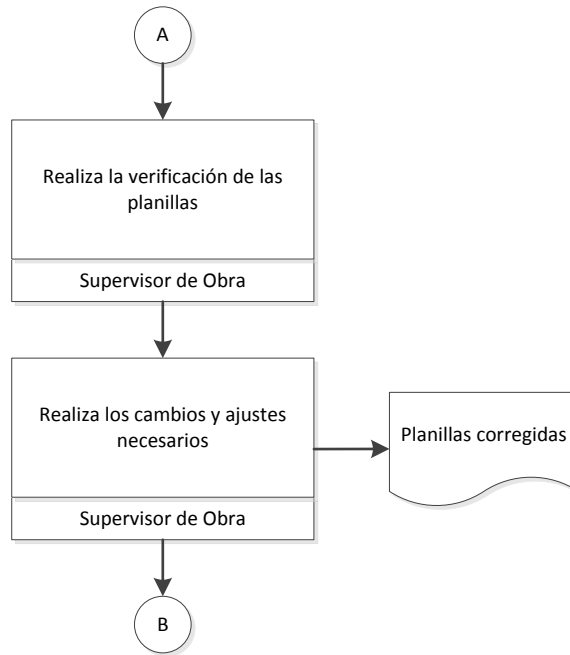 A
Realiza la verificación de las
planillas
Supervisor de Obra
Realiza los cambios y ajustes
necesarios
Planillas corregidas
Supervisor de Obra
B